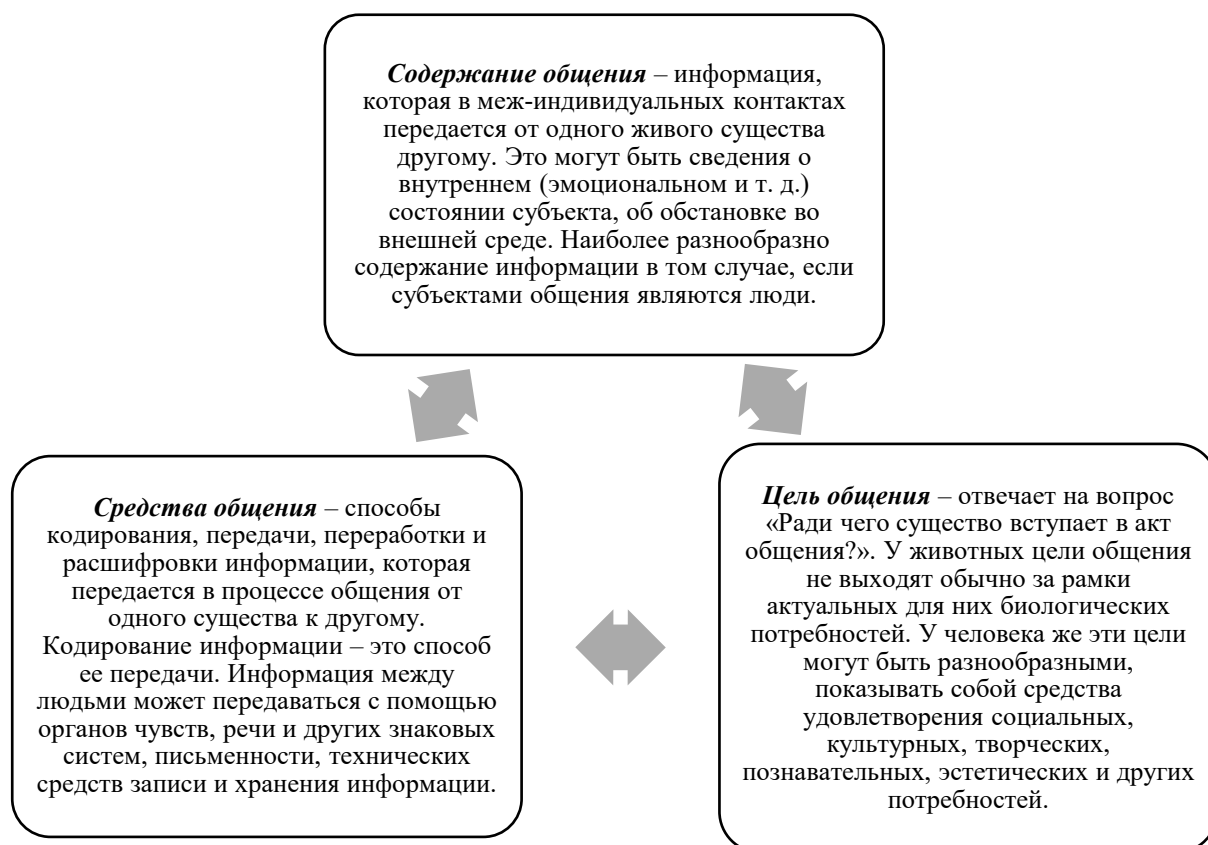 Содержание общения – информация,
которая в меж-индивидуальных контактах
передается от одного живого существа
другому. Это могут быть сведения о
внутреннем (эмоциональном и т. д.)
состоянии субъекта, об обстановке во
внешней среде. Наиболее разнообразно
содержание информации в том случае, если
субъектами общения являются люди.
Средства общения – способы
кодирования, передачи, переработки и
расшифровки информации, которая
передается в процессе общения от
одного существа к другому.
Кодирование информации – это способ
ее передачи. Информация между
людьми может передаваться с помощью
органов чувств, речи и других знаковых
систем, письменности, технических
средств записи и хранения информации.
Цель общения – отвечает на вопрос
«Ради чего существо вступает в акт
общения?». У животных цели общения
не выходят обычно за рамки
актуальных для них биологических
потребностей. У человека же эти цели
могут быть разнообразными,
показывать собой средства
удовлетворения социальных,
культурных, творческих,
познавательных, эстетических и других
потребностей.